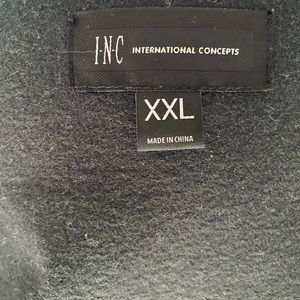 I·N·C INTERNATIONAL CONCEPTS
XXL
MADE IN CHINA